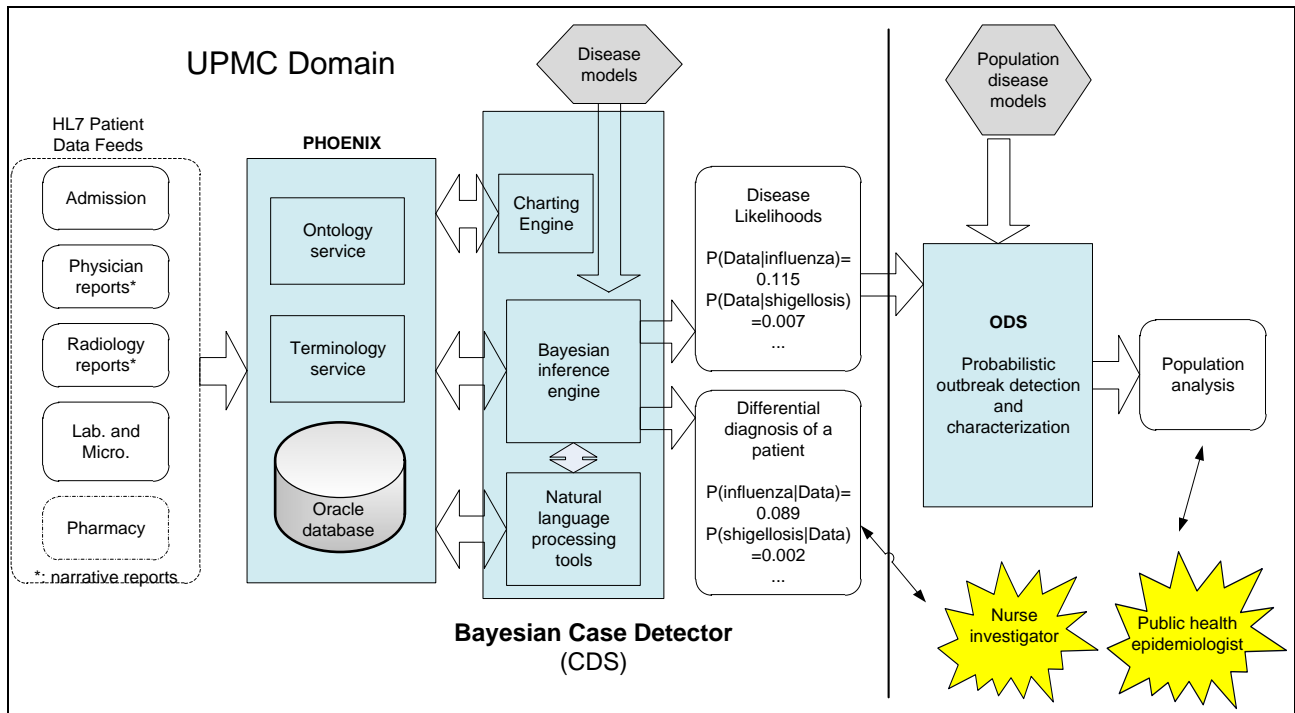 UPMC Domain
HL7 Patient
Data Feeds
Admission
Physician
reports*
Radiology
reports*
Lab. and
Micro.
Pharmacy
*: narrative reports
PHOENIX
Ontology
service
Terminology
service
Oracle
database
Disease
models
Charting
Engine
Bayesian
inference
engine
Natural
language
processing
tools
Bayesian Case Detector
(CDS)
Disease
Likelihoods
P(Data|influenza)=
0.115
P(Data|shigellosis)
=0.007
...
Differential
diagnosis of a
patient
P(influenza|Data)=
0.089
P(shigellosis|Data)
=0.002
...
Population
disease
models
ODS
Probabilistic
outbreak detection
and
characterization
Population
analysis
Nurse
investigator
Public health
epidemiologist